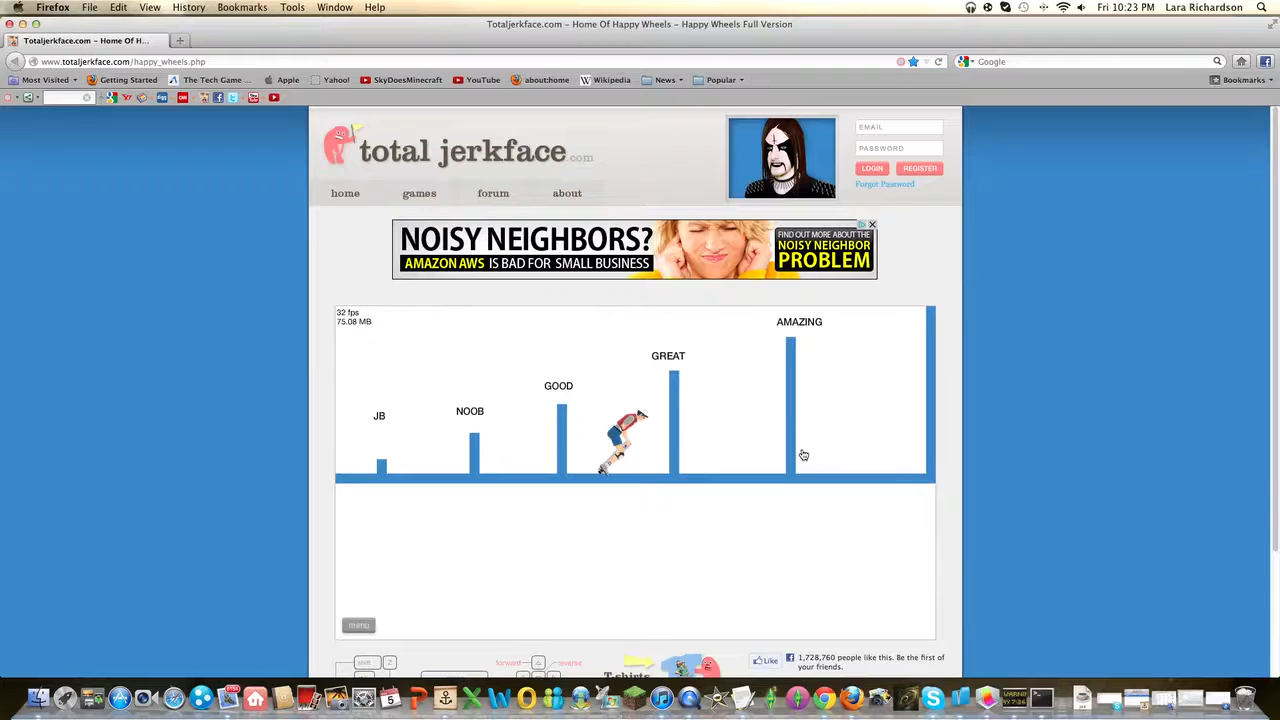 Firefox File Edit View History Bookmarks Tools Window Help Fri 10:23 PM Lara Richardson
Totaljerkface.com – Home Of Happy Wheels – Happy Wheels Full Version
Totaljerkface.com – Home Of H...
www.totaljerkface.com/happy_wheels.php
Google
Most Visited Getting Started The Tech Game ... Apple Yahoo! SkyDoesMinecraft YouTube about:home Wikipedia News Popular Bookmarks
total jerkface.com
EMAIL
PASSWORD
LOGIN REGISTER
Forgot Password
home games forum about
NOISY NEIGHBORS?
AMAZON AWS IS BAD FOR SMALL BUSINESS
FIND OUT MORE ABOUT THE
NOISY NEIGHBOR
PROBLEM
32 fps
75.08 MB
AMAZING
GREAT
GOOD
NOOB
JB
menu
shift Z
forward reverse
T-shirts
Like
1,728,760 people like this. Be the first of
your friends.